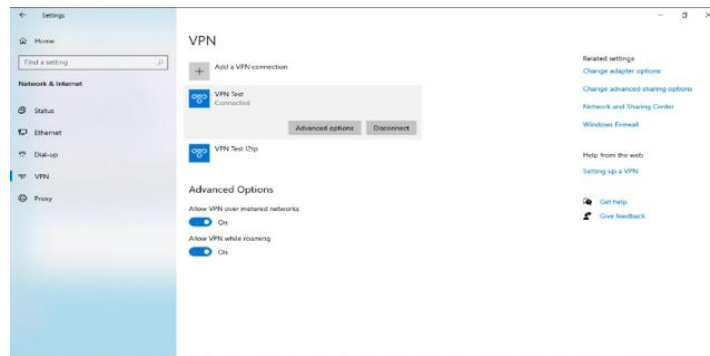 Settings
Home
Find a setting
Network & Internet
Status
Ethernet
Dial-up
VPN
Proxy
VPN
Add a VPN connection
VPN Test
Connected
Advanced options
Disconnect
VPN Test l2tp
Advanced Options
Allow VPN over metered networks
On
Allow VPN while roaming
On
Related settings
Change adapter options
Change advanced sharing options
Network and Sharing Center
Windows Firewall
Help from the web
Setting up a VPN
Get help
Give feedback